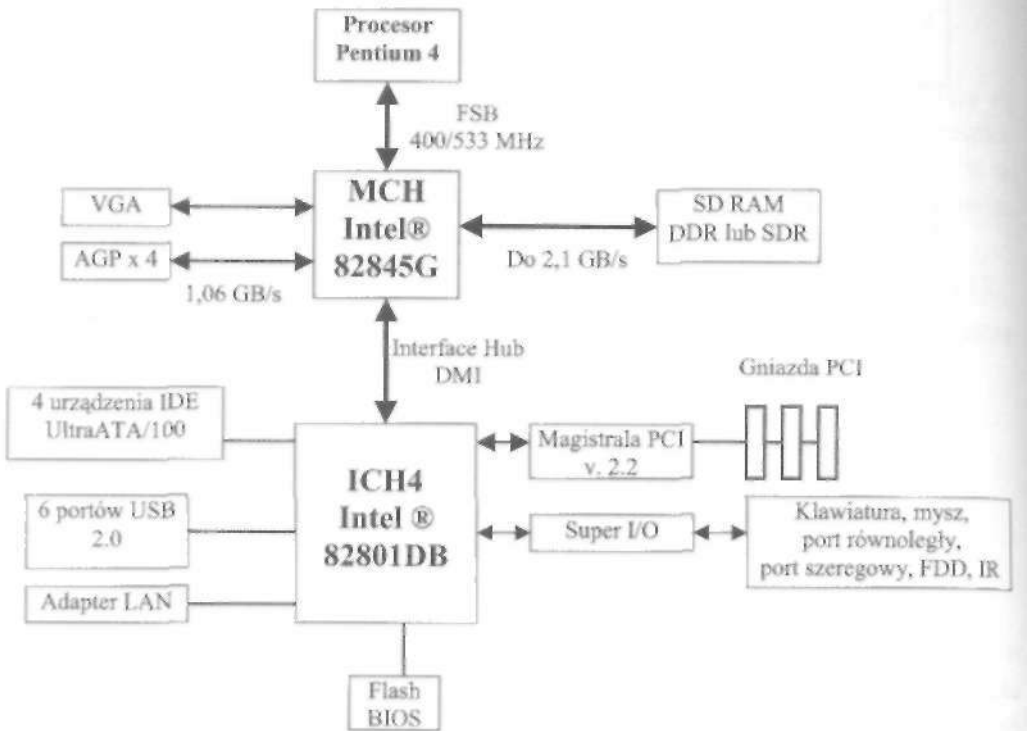 Procesor
Pentium 4
FSB
400/533 MHz
VGA
AGP x 4
1,06 GB/s
MCH
Intel®
82845G
Do 2,1 GB/s
SD RAM
DDR lub SDR
Interface Hub
DMI
4 urządzenia IDE
UltraATA/100
6 portów USB
2.0
Adapter LAN
ICH4
Intel ®
82801DB
Magistrala PCI
v. 2.2
Gniazda PCI
Super I/O
Klawiatura, mysz,
port równoległy,
port szeregowy, FDD, IR
Flash
BIOS